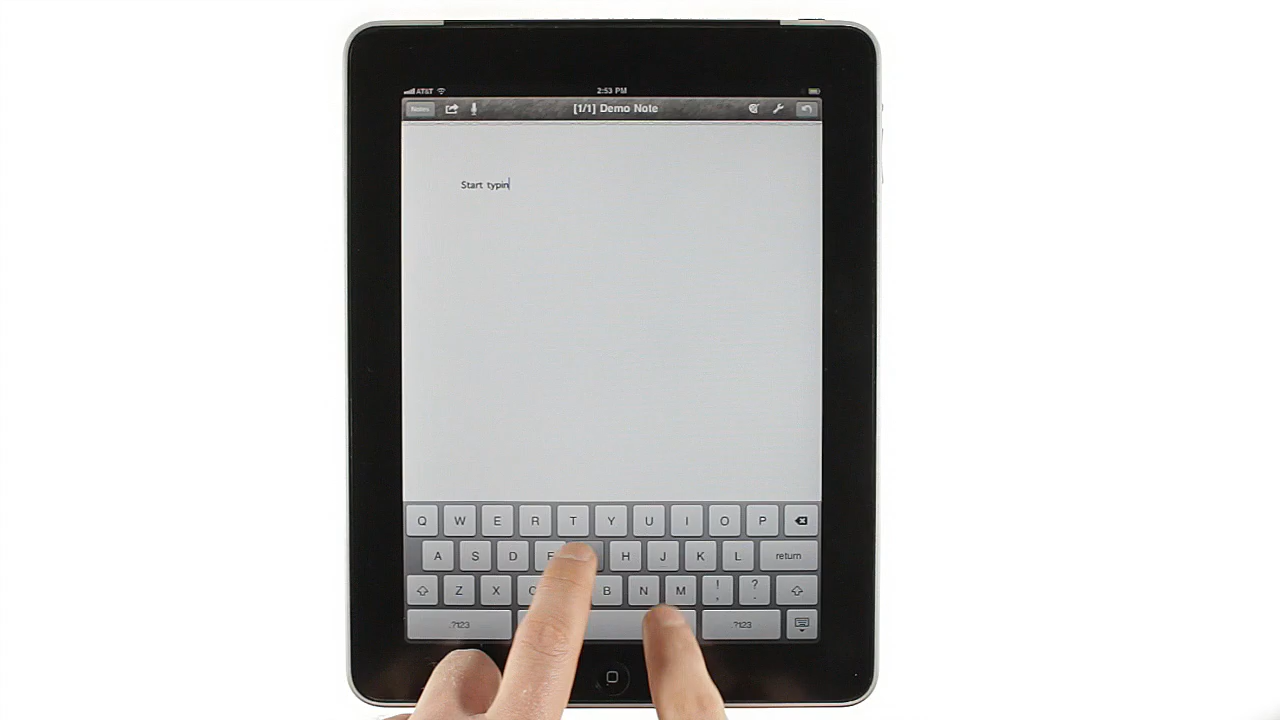 AT&T 2:53 PM
Notes [1/1] Demo Note
Start typin
Q W E R T Y U I O P
A S D F H J K L return
Z X C B N M ! , ? .
.?123 .?123